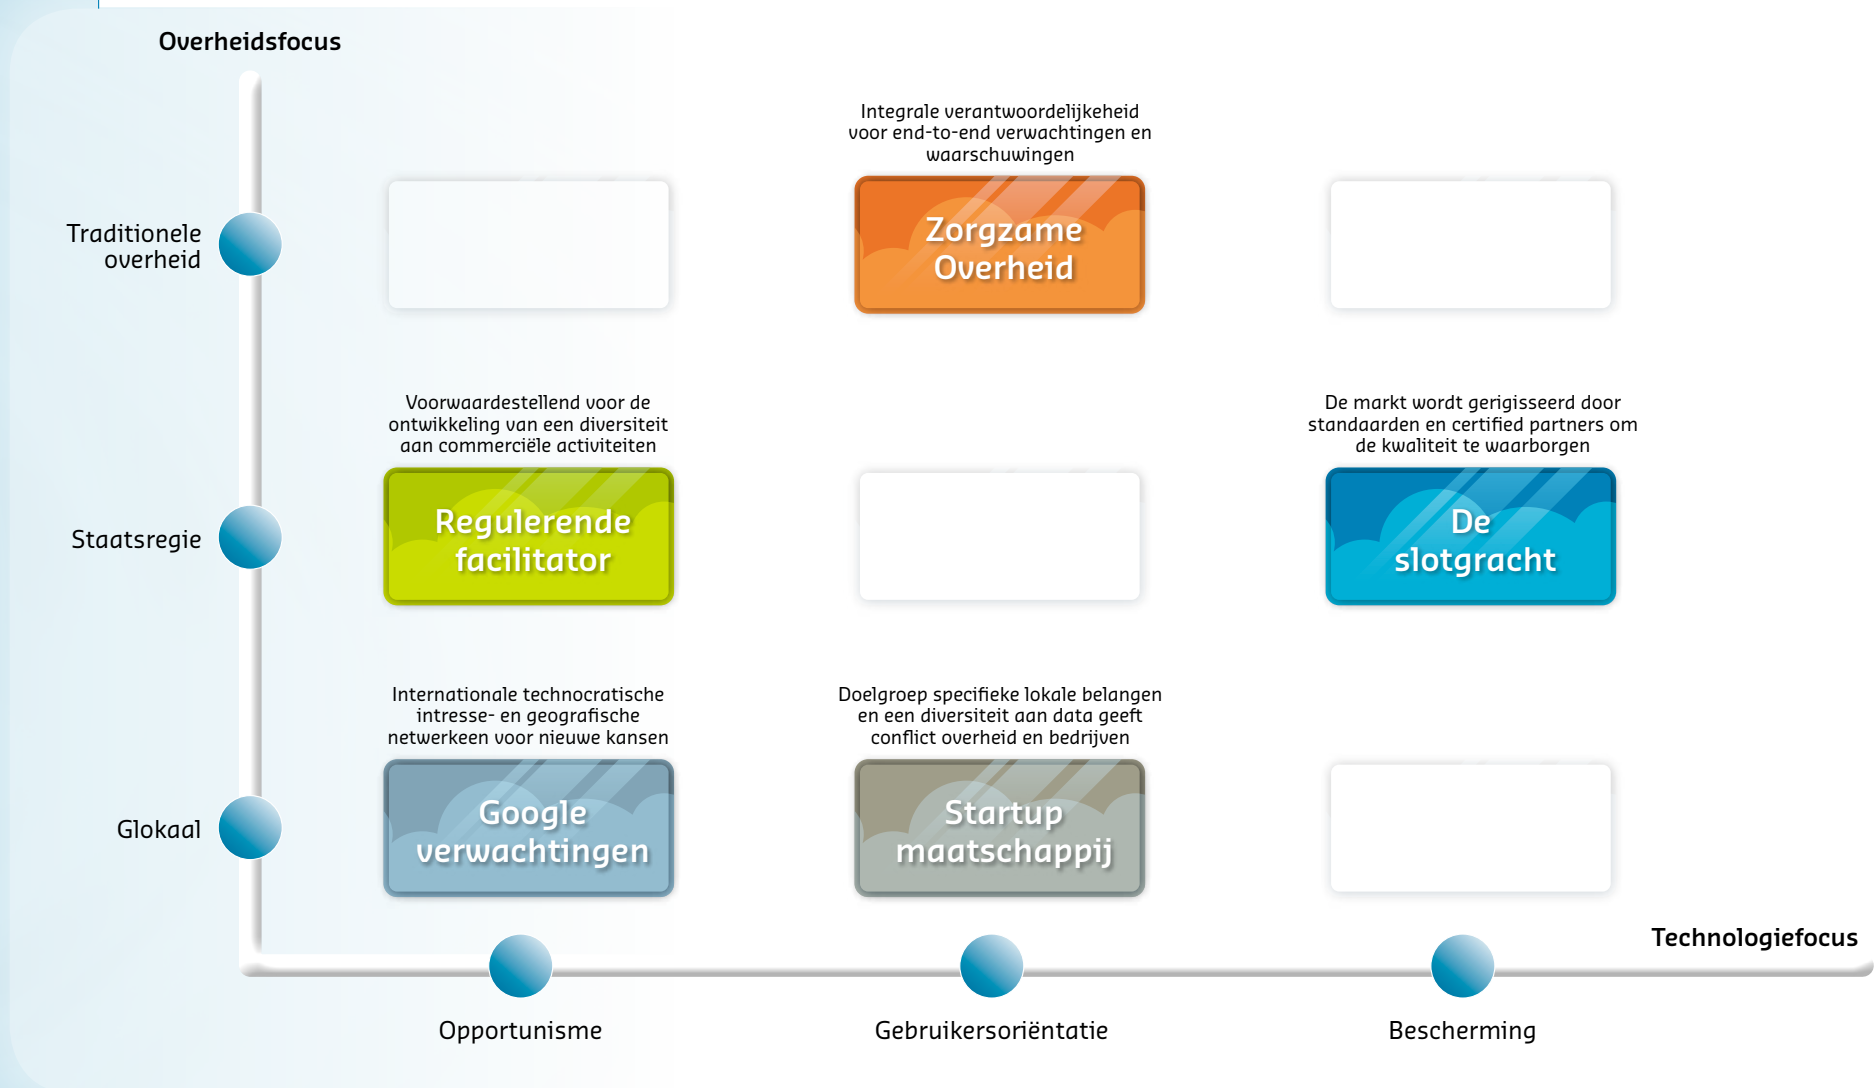 Overheidsfocus
Integrale verantwoordelijkeheid
voor end-to-end verwachtingen en
waarschuwingen
Traditionele
overheid
Zorgzame
Overheid
Voorwaardestellend voor de
ontwikkeling van een diversiteit
aan commerciële activiteiten
De markt wordt gerigisseerd door
standaarden en certified partners om
de kwaliteit te waarborgen
Staatsregie
Regulerende
facilitator
De
slotgracht
Internationale technocratische
intresse- en geografische
netwerkeen voor nieuwe kansen
Doelgroep specifieke lokale belangen
en een diversiteit aan data geeft
conflict overheid en bedrijven
Glokaal
Google
verwachtingen
Startup
maatschappij
Technologiefocus
Opportunisme
Gebruikersoriëntatie
Bescherming